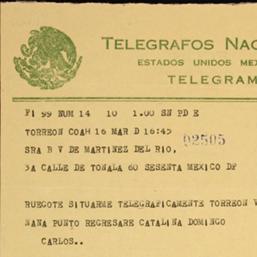 TELEGRAFOS NAC
ESTADOS UNIDOS MEX
TELEGRAMA
FI 99 NUM 14 10 1.00 SN PD E
TORREON COAH 16 MAR D 16:45
02505
SRA B V DE MARTINEZ DEL RIO,
3A CALLE DE TONALA 60 SESENTA MEXICO DF
RUEGOTE SITUARME TELEGRAFICAMENTE TORREON V
NANA PUNTO REGRESARE CATALINA DOMINGO
CARLOS..